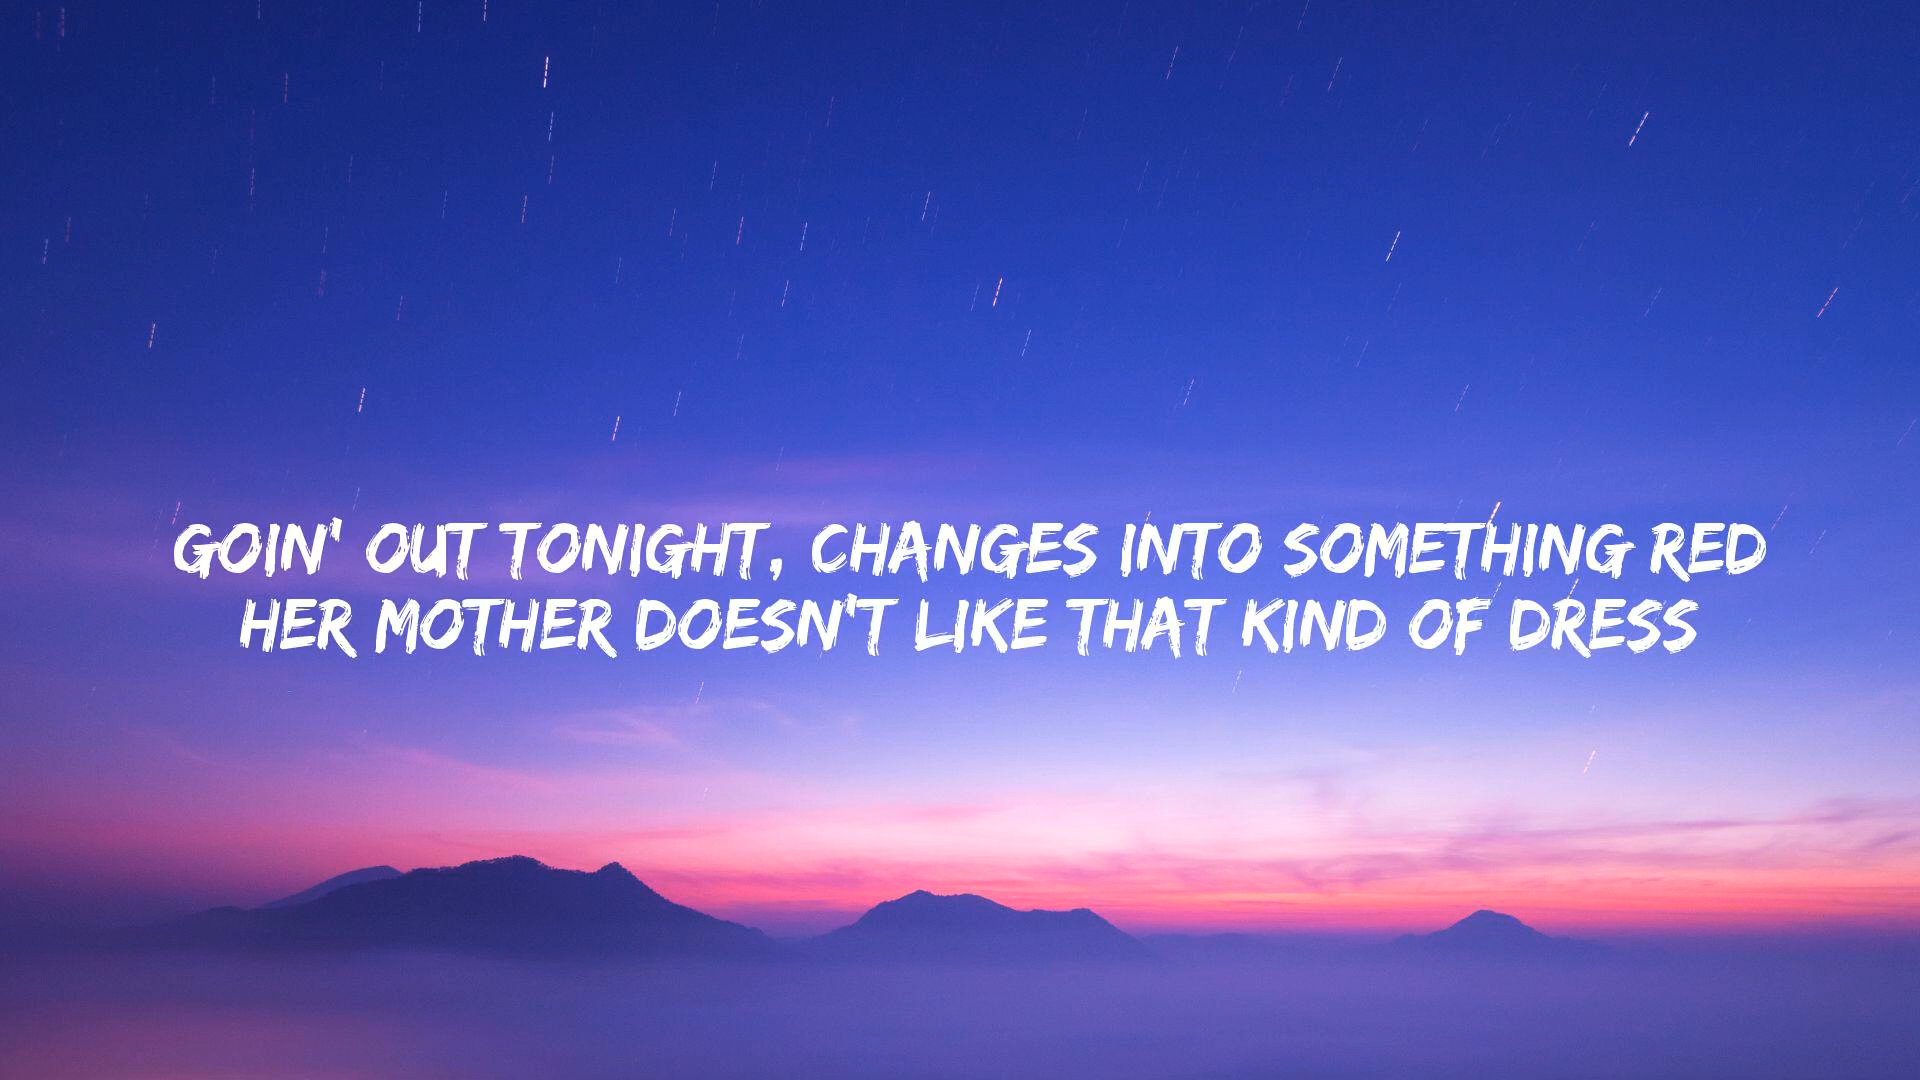 GOIN' OUT TONIGHT, CHANGES INTO SOMETHING RED
HER MOTHER DOESN'T LIKE THAT KIND OF DRESS